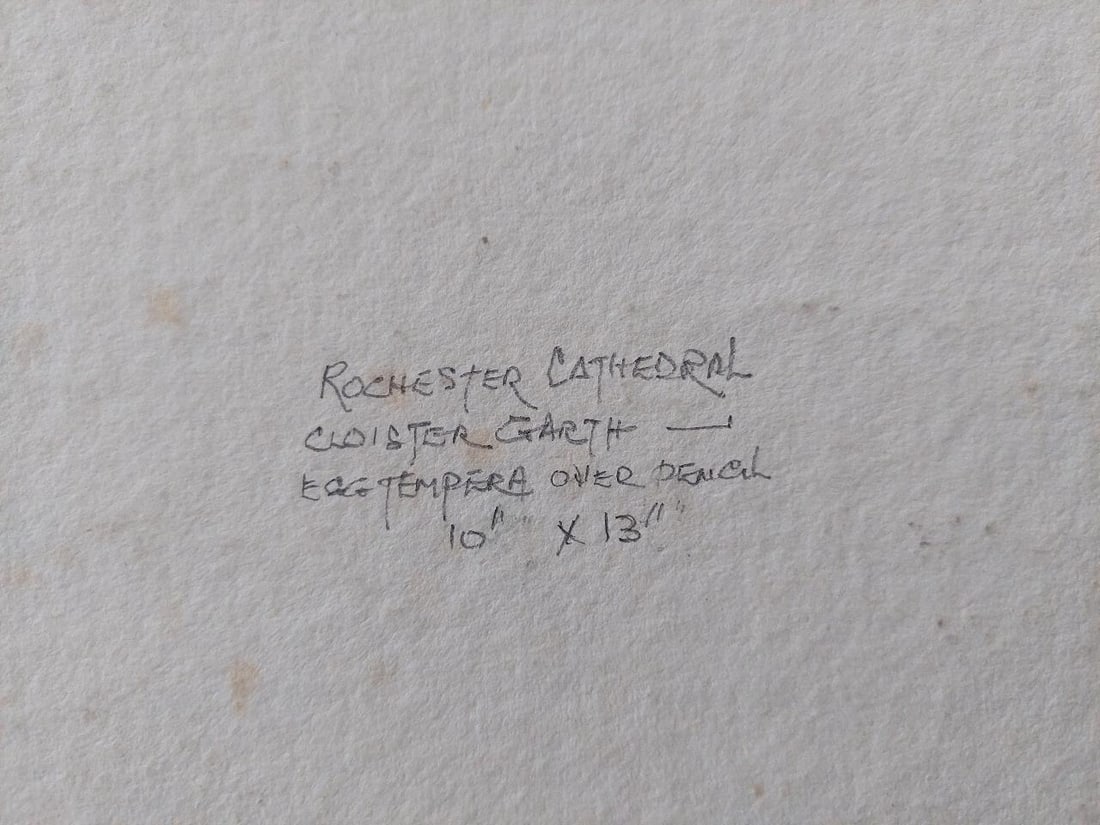 ROCHESTER CATHEDRAL
CLOISTER GARTH —
EGG TEMPERA OVER PENCIL
10" X 13"